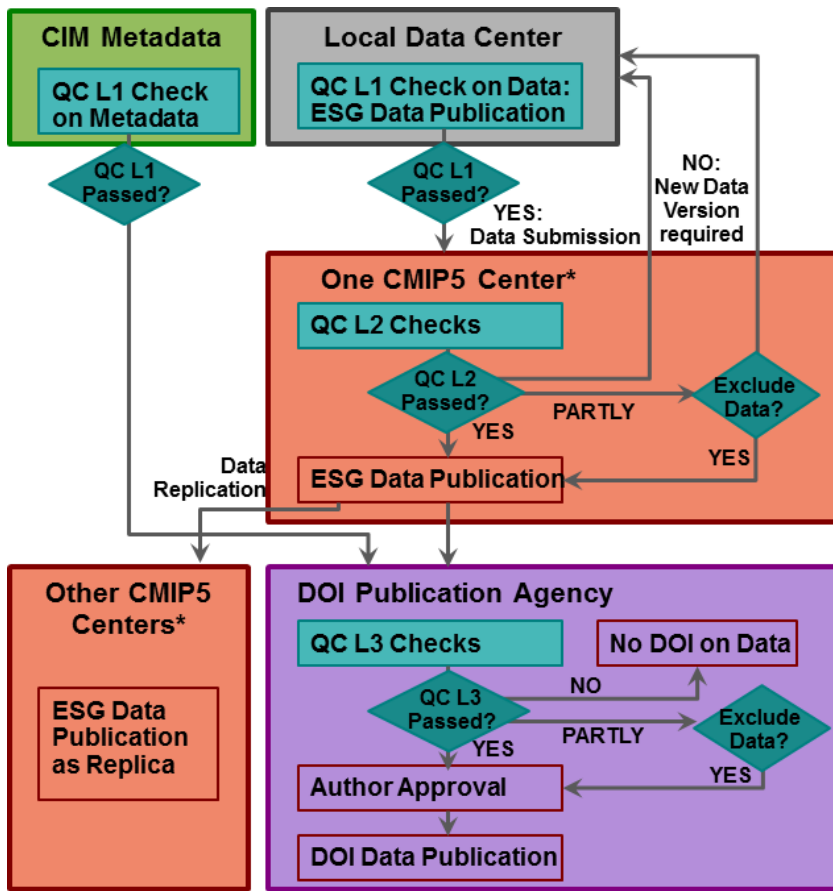 CIM Metadata
QC L1 Check
on Metadata
QC L1
Passed?
Local Data Center
QC L1 Check on Data:
ESG Data Publication
QC L1
Passed?
YES:
Data Submission
NO:
New Data
Version
required
One CMIP5 Center*
QC L2 Checks
QC L2
Passed?
PARTLY
Exclude
Data?
YES
YES
ESG Data Publication
Data
Replication
Other CMIP5
Centers*
ESG Data
Publication
as Replica
DOI Publication Agency
QC L3 Checks
No DOI on Data
QC L3
Passed?
NO
PARTLY
Exclude
Data?
YES
YES
Author Approval
DOI Data Publication